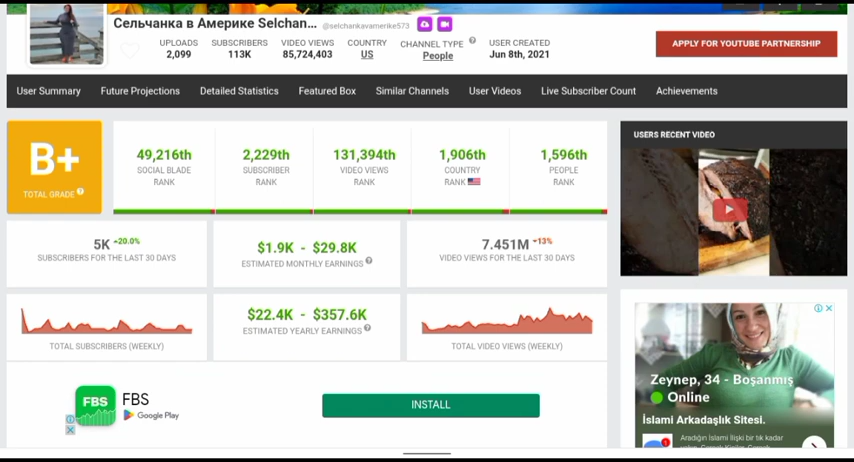 Сельчанка в Америке Selchan... @selchankavamerike573
UPLOADS
2,099
SUBSCRIBERS
113K
VIDEO VIEWS
85,724,403
COUNTRY
US
CHANNEL TYPE
People
USER CREATED
Jun 8th, 2021
APPLY FOR YOUTUBE PARTNERSHIP
User Summary
Future Projections
Detailed Statistics
Featured Box
Similar Channels
User Videos
Live Subscriber Count
Achievements
B+
TOTAL GRADE
49,216th
SOCIAL BLADE
RANK
2,229th
SUBSCRIBER
RANK
131,394th
VIDEO VIEWS
RANK
1,906th
COUNTRY
RANK
1,596th
PEOPLE
RANK
USERS RECENT VIDEO
5K +20.0%
SUBSCRIBERS FOR THE LAST 30 DAYS
$1.9K - $29.8K
ESTIMATED MONTHLY EARNINGS
7.451M -13%
VIDEO VIEWS FOR THE LAST 30 DAYS
TOTAL SUBSCRIBERS (WEEKLY)
$22.4K - $357.6K
ESTIMATED YEARLY EARNINGS
TOTAL VIDEO VIEWS (WEEKLY)
FBS
FBS
Google Play
INSTALL
Zeynep, 34 - Boşanmış
Online
İslami Arkadaşlık Sitesi.
Aradığın İslami İlişki bir tık kadar